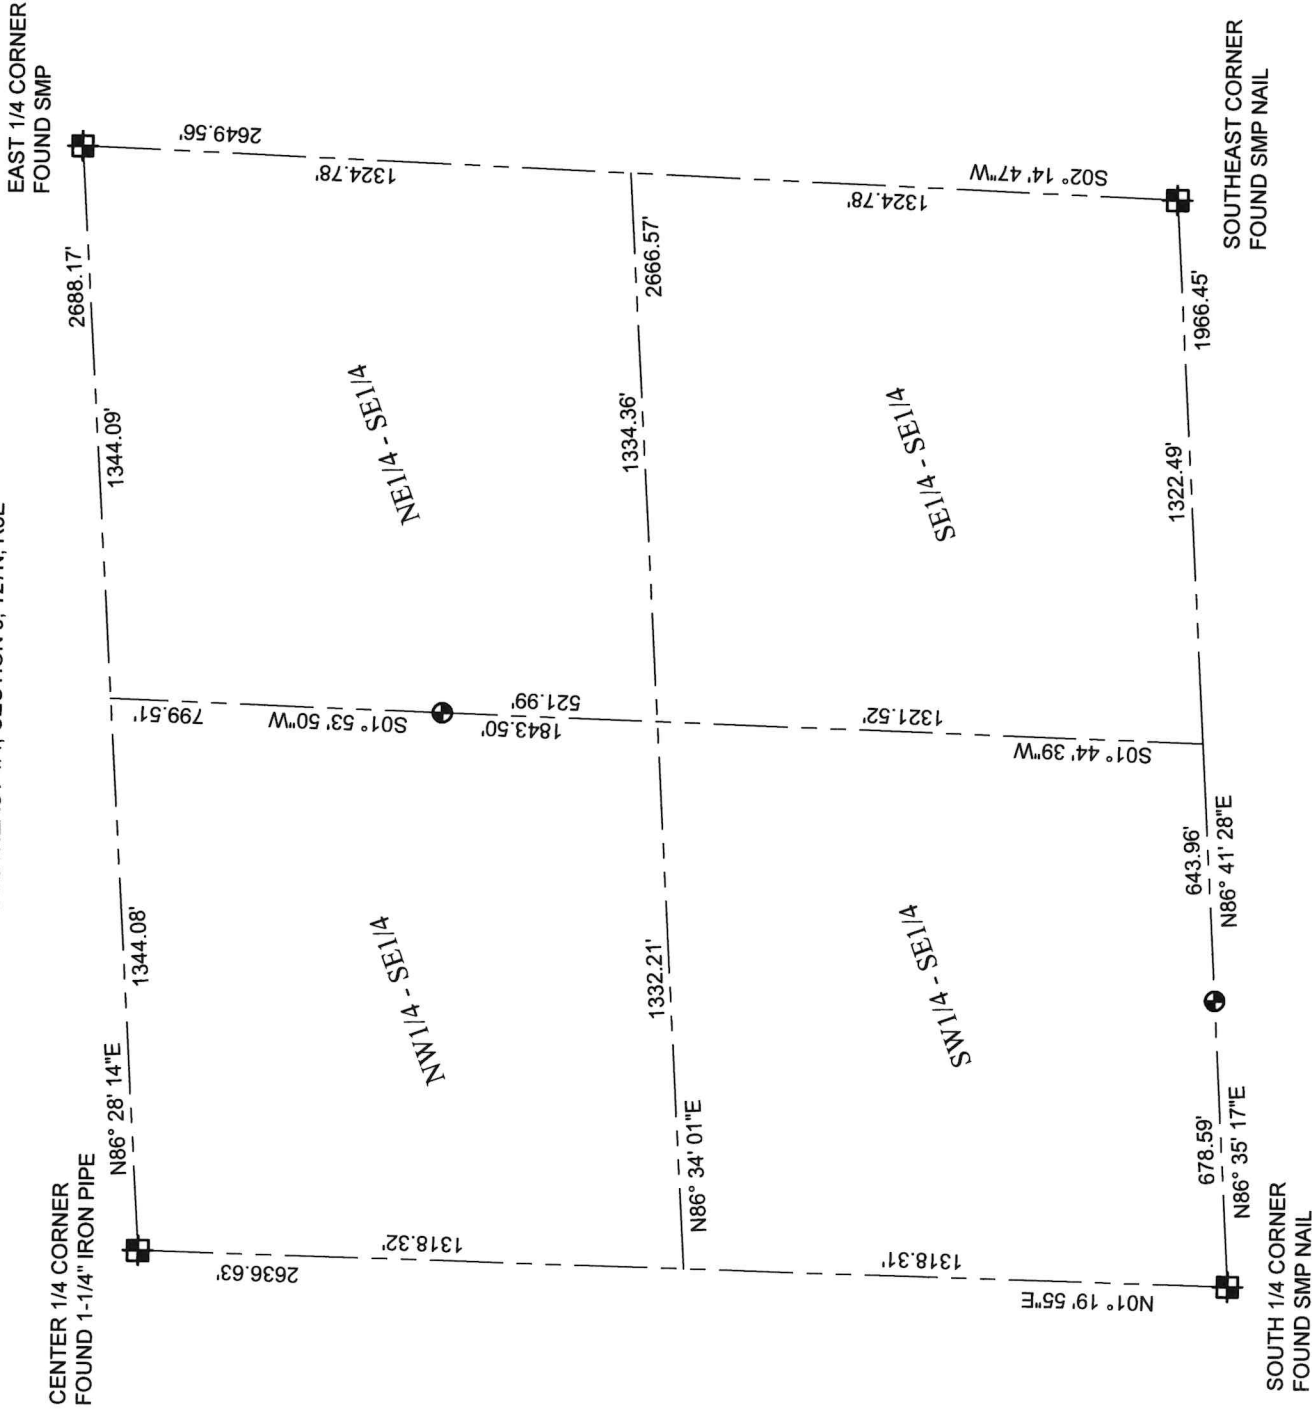 EAST 1/4 CORNER
FOUND SMP
2688.17'
1344.09'
2649.56'
1324.78'
CENTER 1/4 CORNER
FOUND 1-1/4" IRON PIPE
N86° 28' 14"E
1344.08'
799.51'
S01° 53' 50"W
NE1/4 - SE1/4
NW1/4 - SE1/4
1843.50'
521.99'
2636.63'
1318.32'
2666.57'
1334.36'
1332.21'
N86° 34' 01"E
1324.78'
S02° 14' 47"W
SE1/4 - SE1/4
SW1/4 - SE1/4
1321.52'
S01° 44' 39"W
1318.31'
N01° 19' 55"E
1966.45'
1322.49'
643.96'
N86° 41' 28"E
678.59'
N86° 35' 17"E
SOUTHEAST CORNER
FOUND SMP NAIL
SOUTH 1/4 CORNER
FOUND SMP NAIL